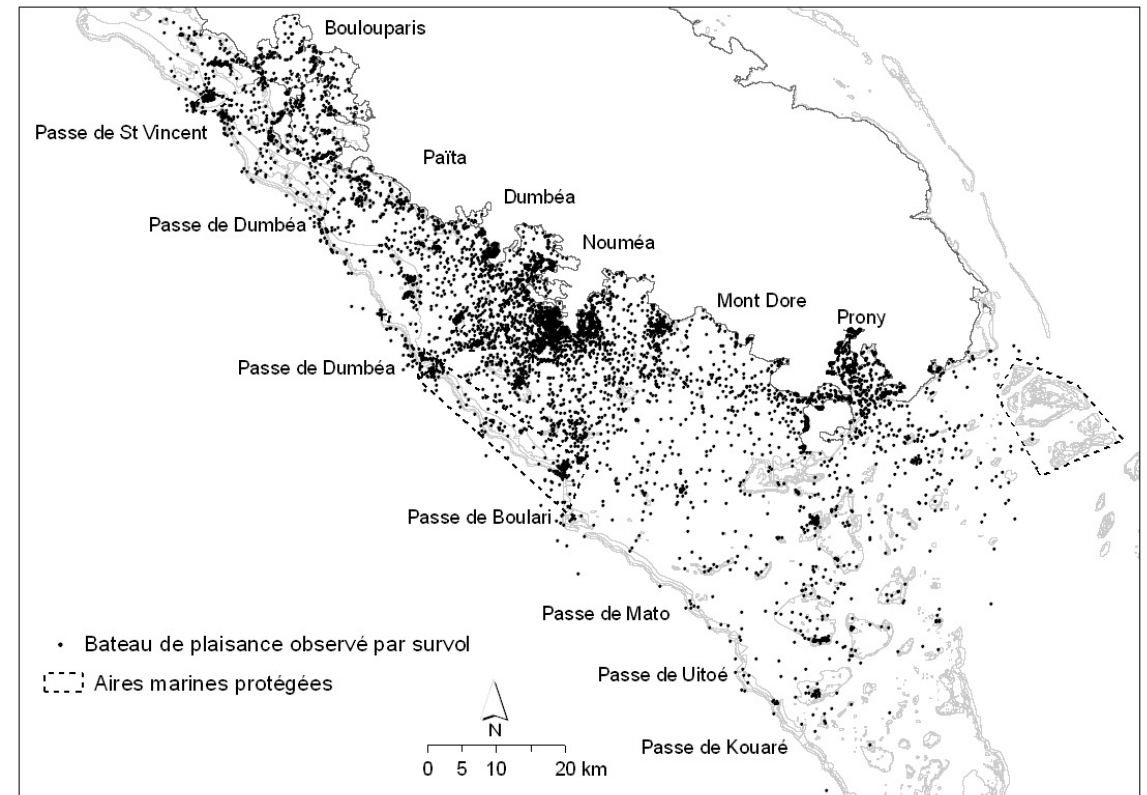 Boulouparis
Passe de St Vincent
Païta
Dumbéa
Passe de Dumbéa
Nouméa
Mont Dore
Prony
Passe de Dumbéa
Passe de Boulari
Passe de Mato
Bateau de plaisance observé par survol
Passe de Uitoé
Aires marines protégées
N
Passe de Kouaré
0 5 10 20 km